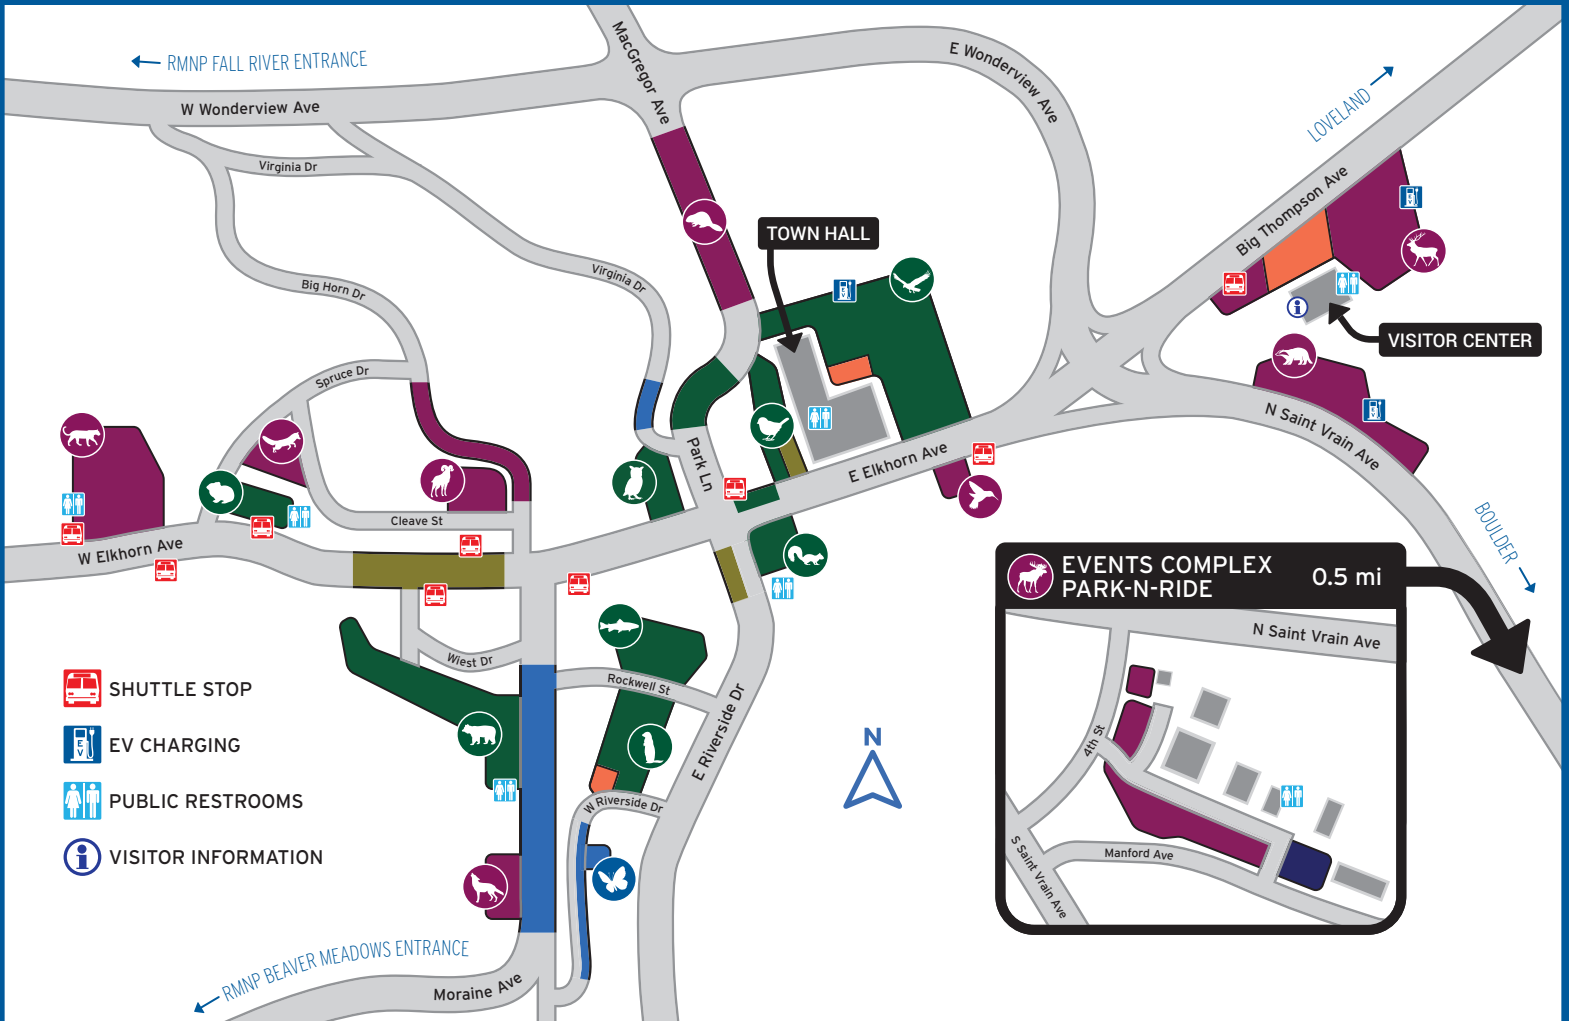 RMNP FALL RIVER ENTRANCE
W Wonderview Ave
MacGregor Ave
E Wonderview Ave
LOVELAND
Virginia Dr
Big Thompson Ave
TOWN HALL
Virginia Dr
Big Horn Dr
EV
VISITOR CENTER
Spruce Dr
N Saint Vrain Ave
Park Ln
E Elkhorn Ave
Cleave St
W Elkhorn Ave
BOULDER
EVENTS COMPLEX
PARK-N-RIDE
0.5 mi
N Saint Vrain Ave
Wiest Dr
Rockwell St
E Riverside Dr
SHUTTLE STOP
EV
EV CHARGING
PUBLIC RESTROOMS
VISITOR INFORMATION
N
4th St
W Riverside Dr
S Saint Vrain Ave
Manford Ave
RMNP BEAVER MEADOWS ENTRANCE
Moraine Ave